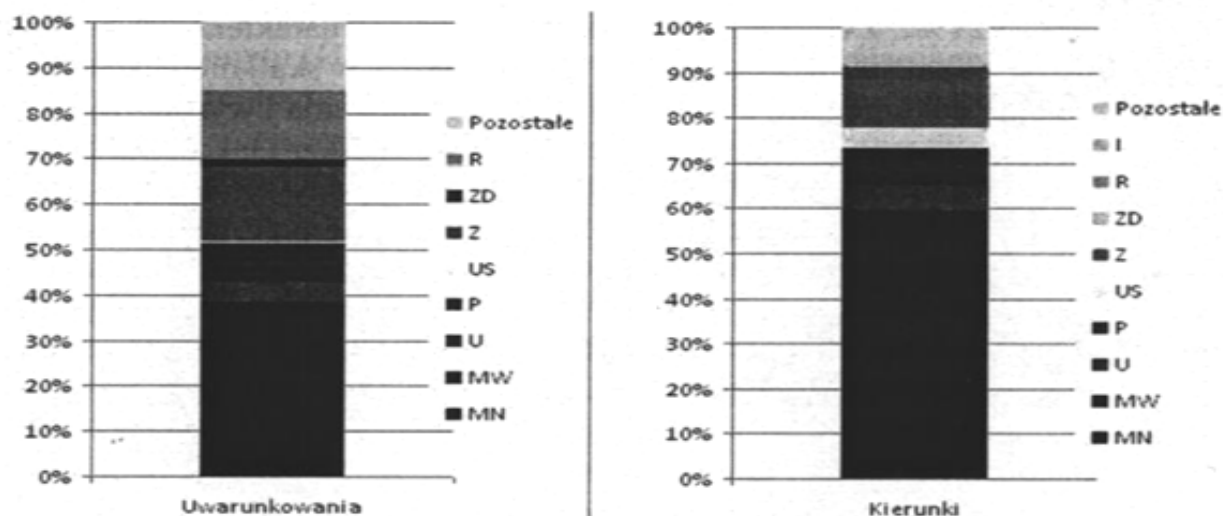 100%
90%
80%
70%
60%
50%
40%
30%
20%
10%
0%
Uwarunkowania
Pozostałe
R
ZD
Z
US
P
U
MW
MN
100%
90%
80%
70%
60%
50%
40%
30%
20%
10%
0%
Kierunki
Pozostałe
I
R
ZD
Z
US
P
U
MW
MN